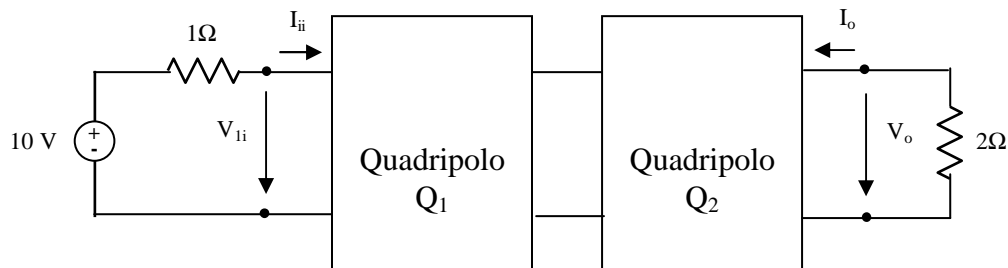 I_ii
I_o
1Ω
V_1i
10 V
+
-
Quadripolo
Q_1
Quadripolo
Q_2
V_o
2Ω